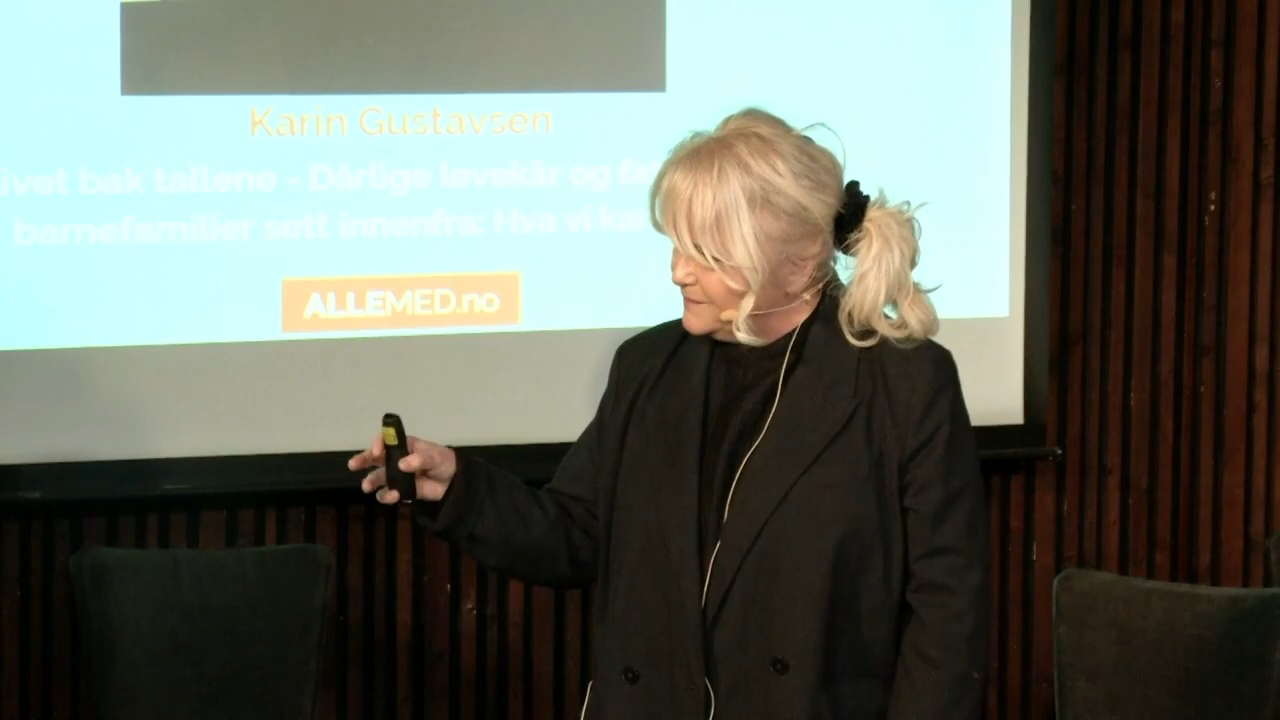 Karin Gustavsen
bak tallene - Dårlige levekår og
barnefamilier sett innenfra: Hva vi
ALLEMED.no